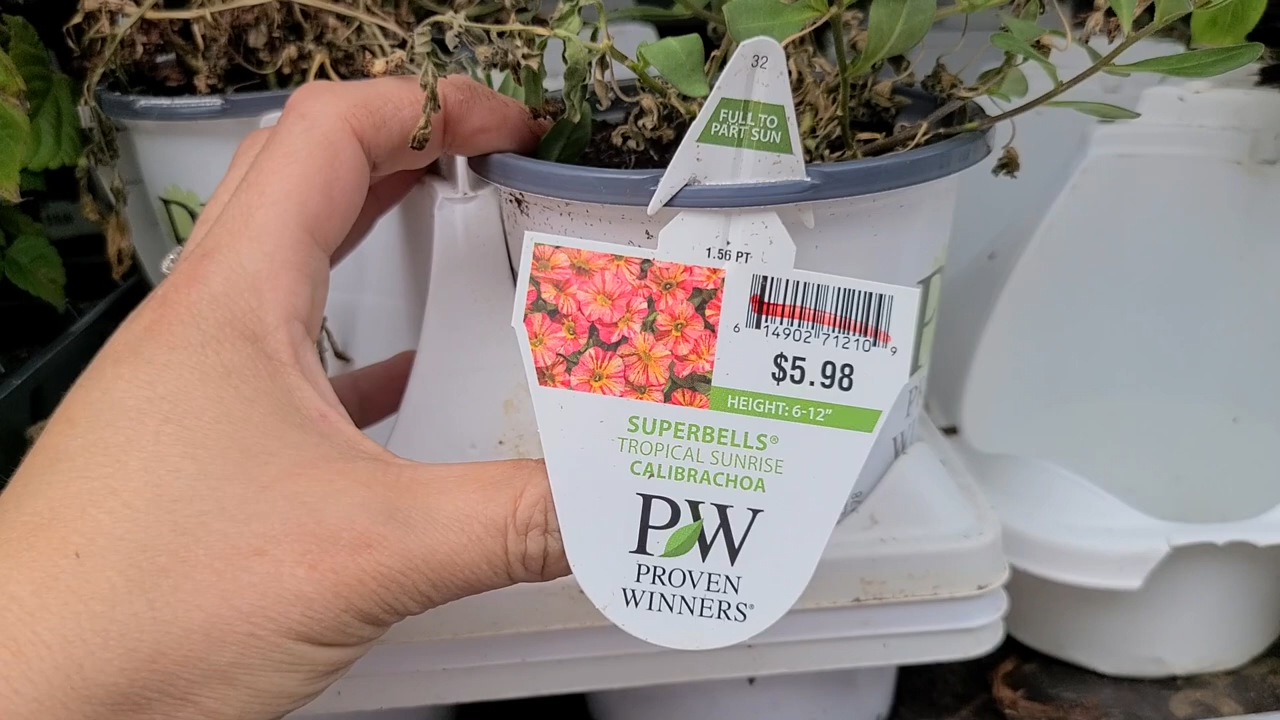 32
FULL TO
PART SUN
1.56 PT
6 14902 71210 9
$5.98
HEIGHT: 6-12"
SUPERBELLS®
TROPICAL SUNRISE
CALIBRACHOA
PW
PROVEN
WINNERS®